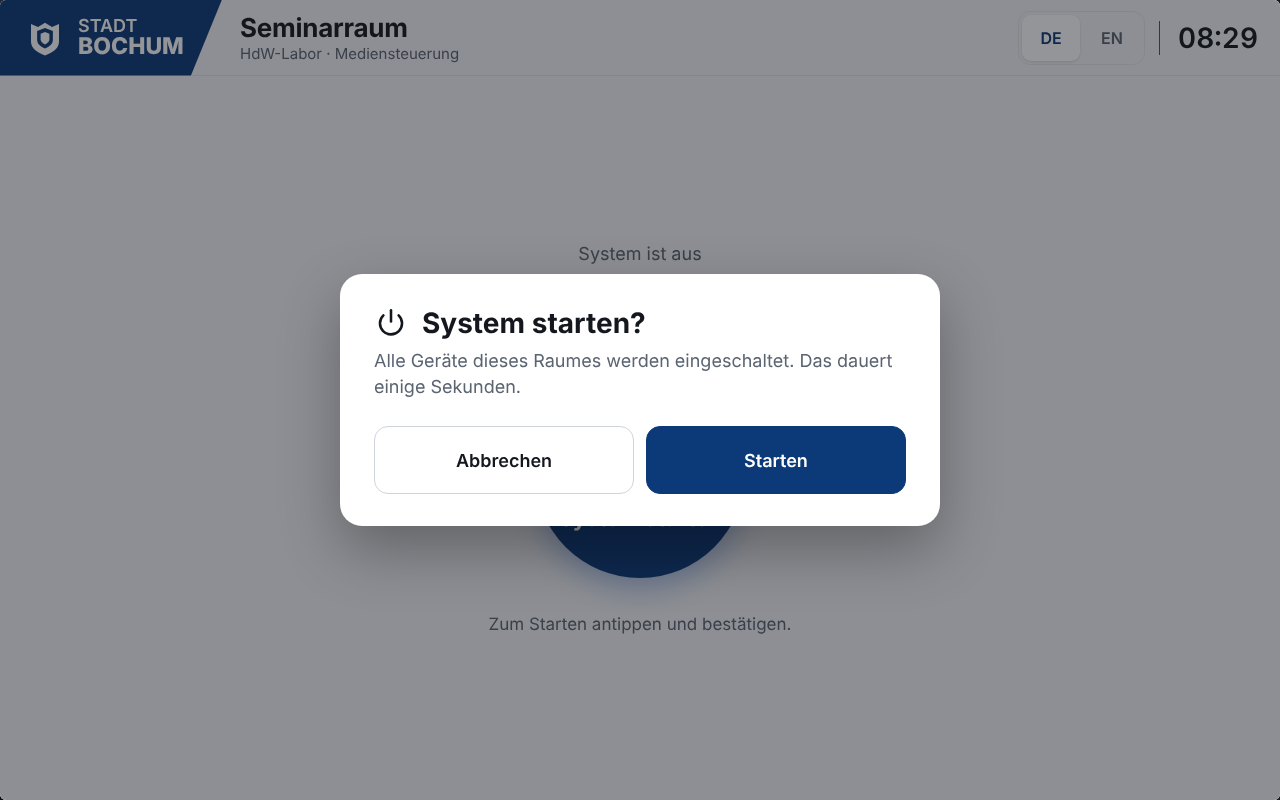 STADT
BOCHUM
Seminarraum
HdW-Labor · Mediensteuerung
DE
EN
08:29
System ist aus
System starten?
Alle Geräte dieses Raumes werden eingeschaltet. Das dauert
einige Sekunden.
Abbrechen
Starten
Zum Starten antippen und bestätigen.